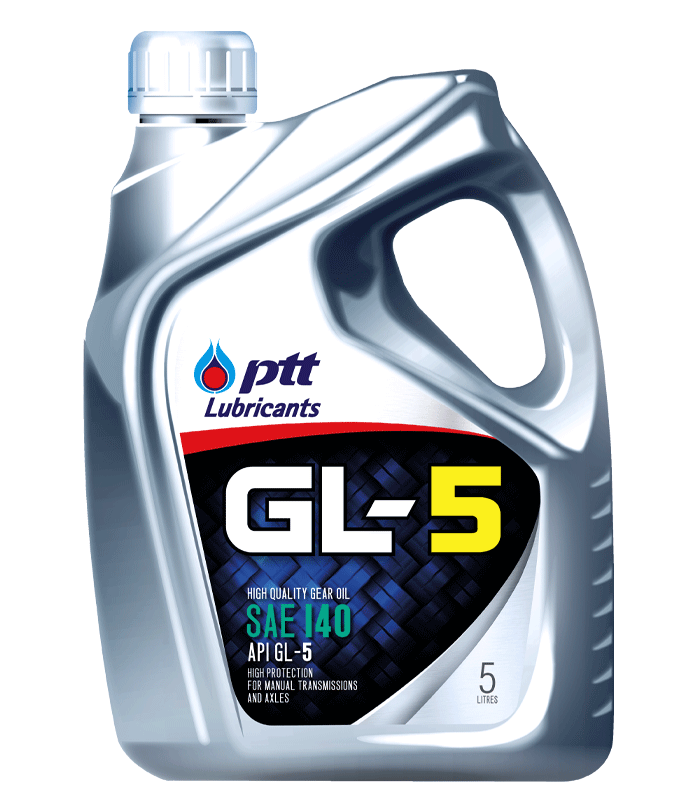 ptt
Lubricants
GL-5
HIGH QUALITY GEAR OIL
SAE 140
API GL-5
HIGH PROTECTION
FOR MANUAL TRANSMISSIONS
AND AXLES
5
LITRES